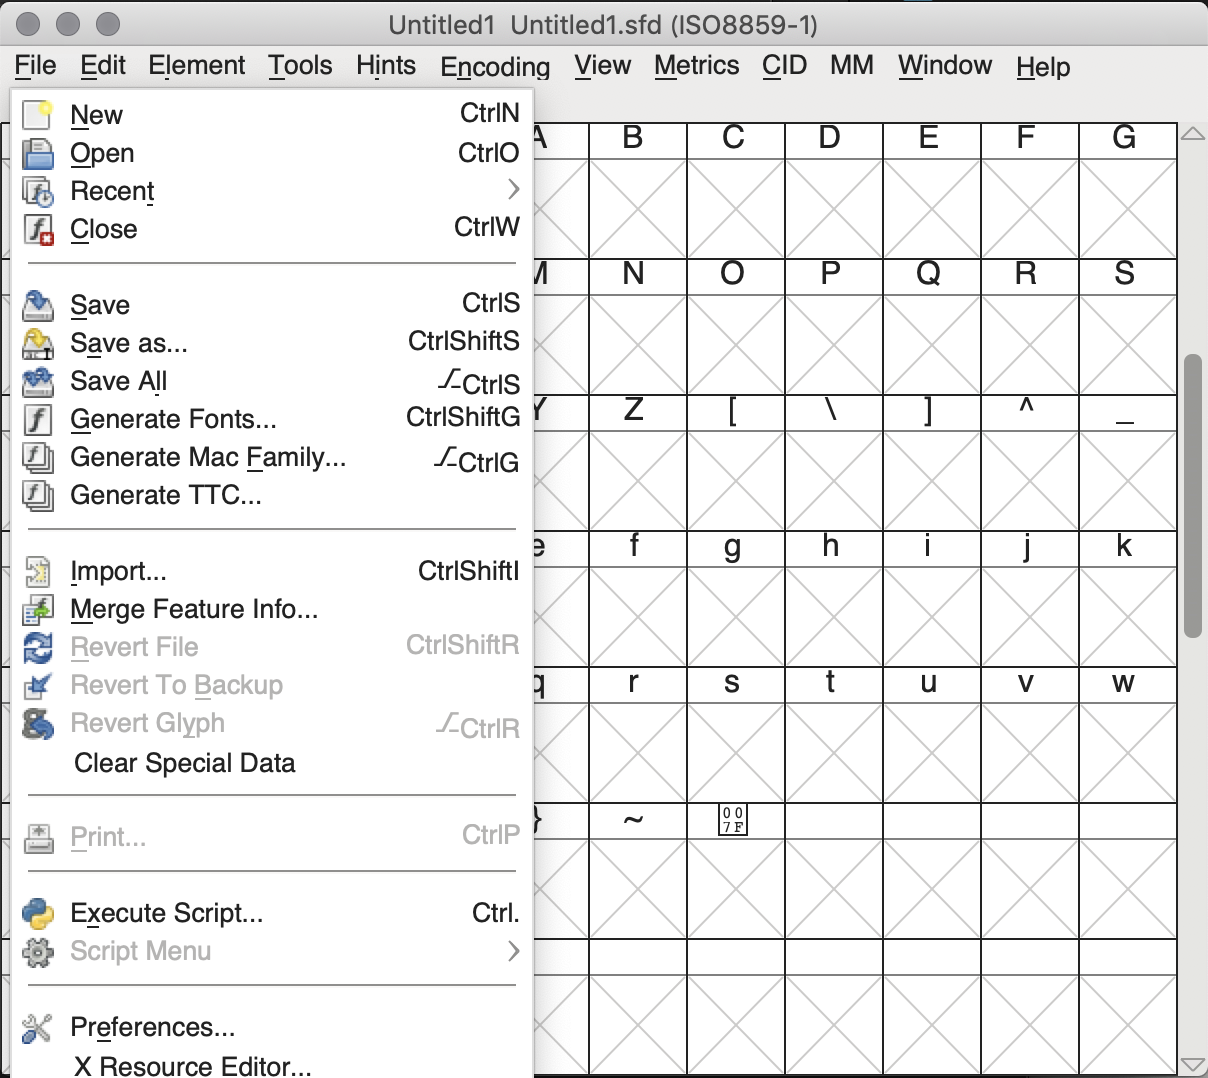 Untitled1  Untitled1.sfd (ISO8859-1)
File Edit Element Tools Hints Encoding View Metrics CID MM Window Help
New CtrlN
Open CtrlO
Recent
Close CtrlW
Save CtrlS
Save as... CtrlShiftS
Save All ⌥CtrlS
Generate Fonts... CtrlShiftG
Generate Mac Family... ⌥CtrlG
Generate TTC...
Import... CtrlShiftI
Merge Feature Info...
Revert File CtrlShiftR
Revert To Backup
Revert Glyph ⌥CtrlR
Clear Special Data
Print... CtrlP
Execute Script... Ctrl.
Script Menu
Preferences...
X Resource Editor...
A B C D E F G
M N O P Q R S
Y Z [ \ ] ^ _
e f g h i j k
q r s t u v w
} ~ 007F